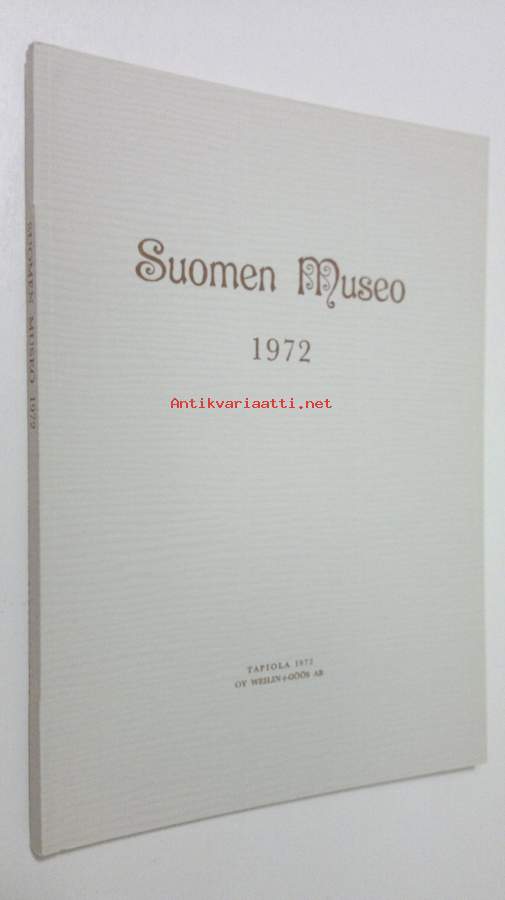 Suomen Museo
1972
Antikvariaatti.net
TAPIOLA 1972
OY WEILIN+GÖÖS AB
SUOMEN MUSEO 1972